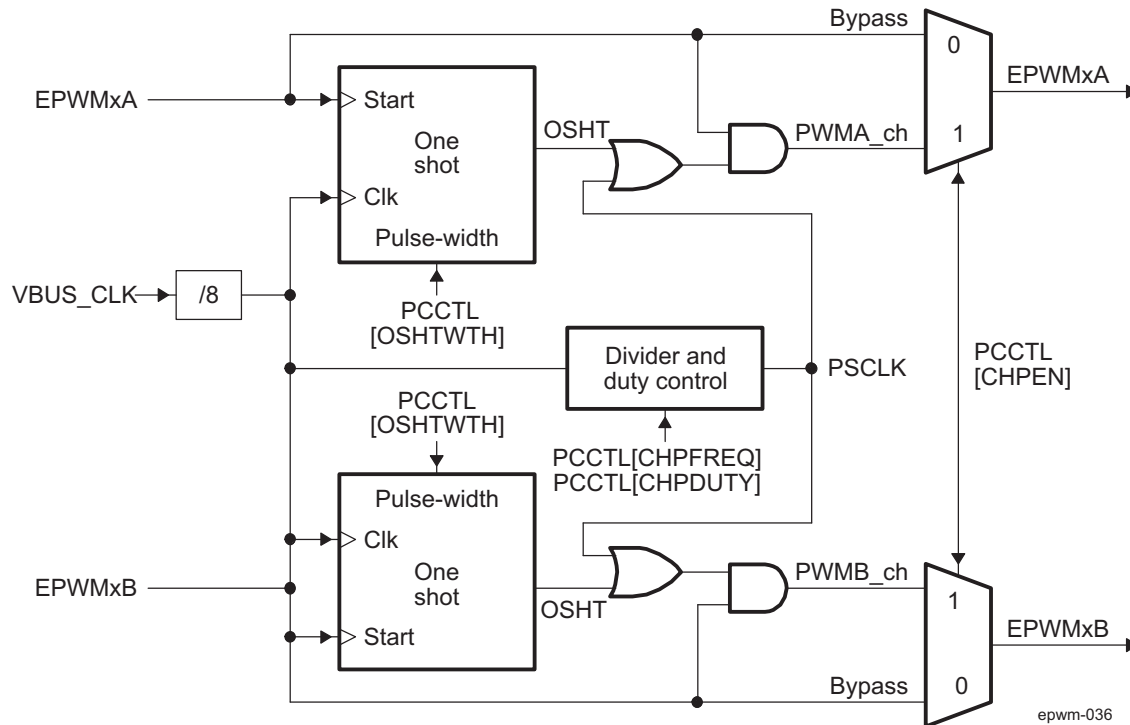 Bypass
0
EPWMxA
EPWMxA
Start
OSHT
PWMA_ch
1
One
shot
Clk
Pulse-width
VBUS_CLK
/8
PCCTL
[OSHTWTH]
Divider and
duty control
PSCLK
PCCTL
[CHPEN]
PCCTL
[OSHTWTH]
PCCTL[CHPFREQ]
PCCTL[CHPDUTY]
Pulse-width
Clk
One
shot
EPWMxB
OSHT
PWMB_ch
1
Start
EPWMxB
Bypass
0
epwm-036